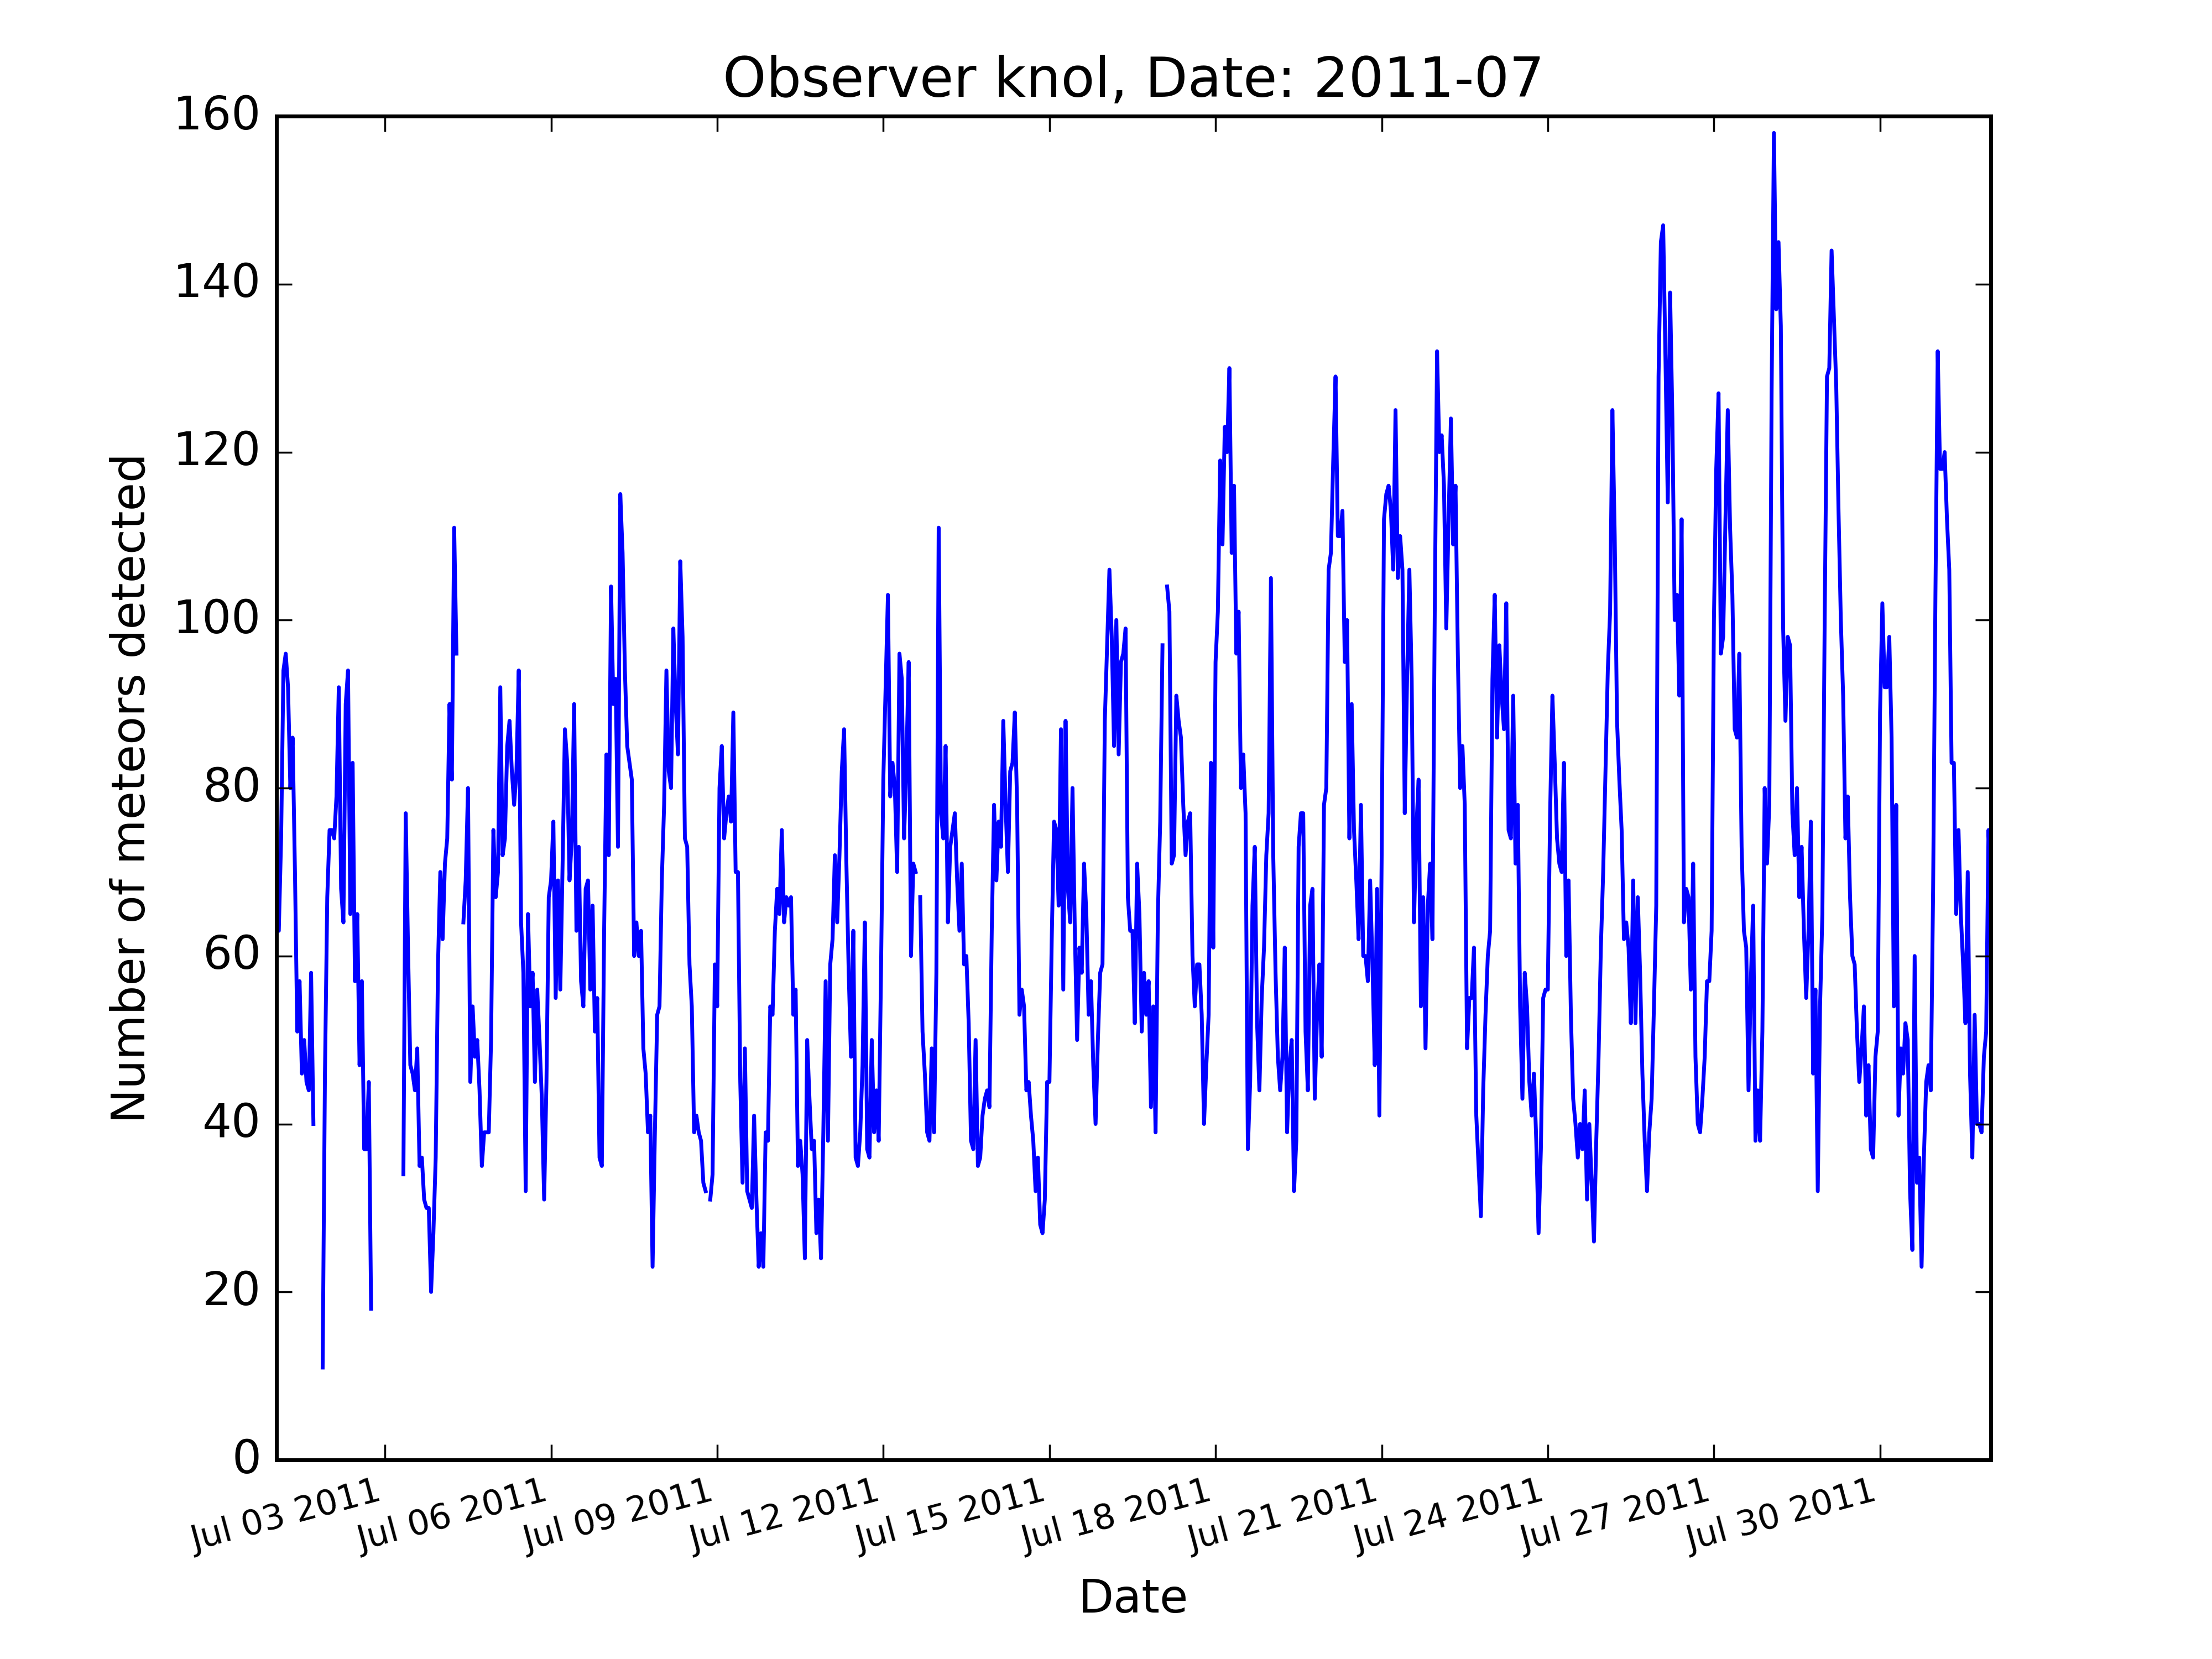 Observer knol, Date: 2011-07
160
140
120
100
80
60
40
20
0
Number of meteors detected
Jul 03 2011
Jul 06 2011
Jul 09 2011
Jul 12 2011
Jul 15 2011
Jul 18 2011
Jul 21 2011
Jul 24 2011
Jul 27 2011
Jul 30 2011
Date